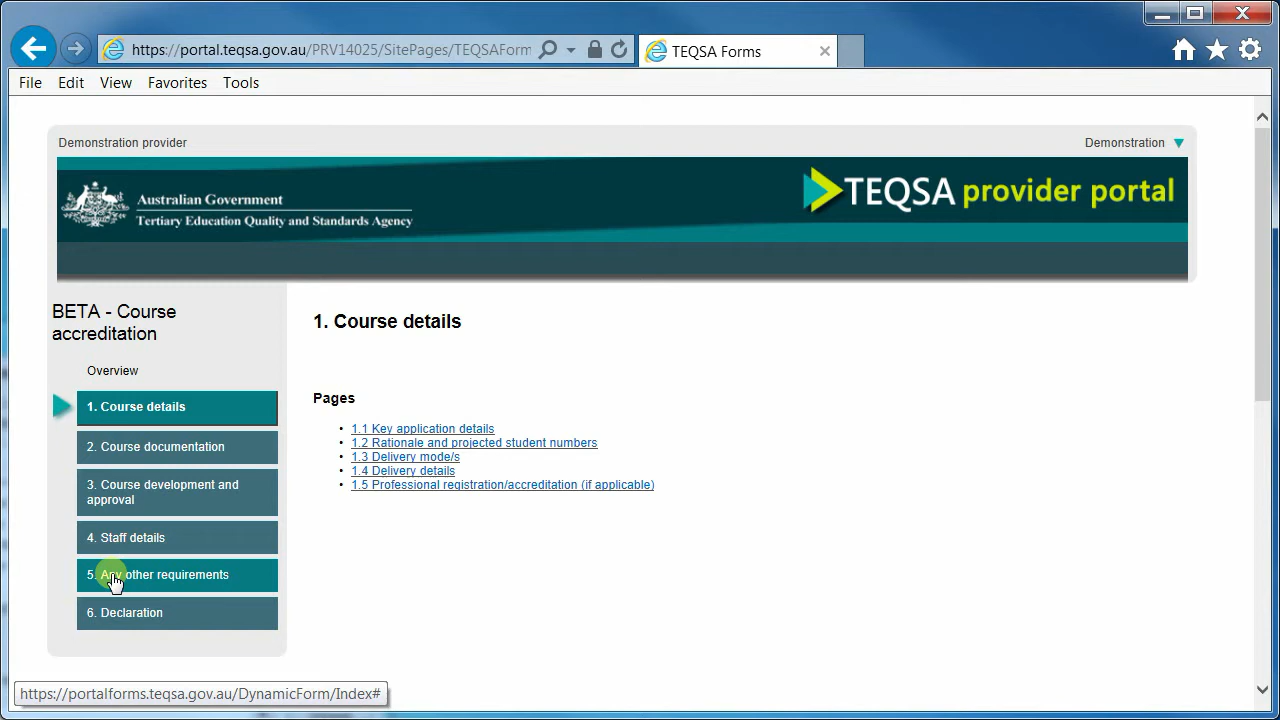 https://portal.teqsa.gov.au/PRV14025/SitePages/TEQSAForm
TEQSA Forms
File Edit View Favorites Tools
Demonstration provider
Demonstration
Australian Government
Tertiary Education Quality and Standards Agency
TEQSA provider portal
BETA - Course
accreditation
Overview
1. Course details
2. Course documentation
3. Course development and
approval
4. Staff details
5. Any other requirements
6. Declaration
1. Course details
Pages
• 1.1 Key application details
• 1.2 Rationale and projected student numbers
• 1.3 Delivery mode/s
• 1.4 Delivery details
• 1.5 Professional registration/accreditation (if applicable)
https://portalforms.teqsa.gov.au/DynamicForm/Index#